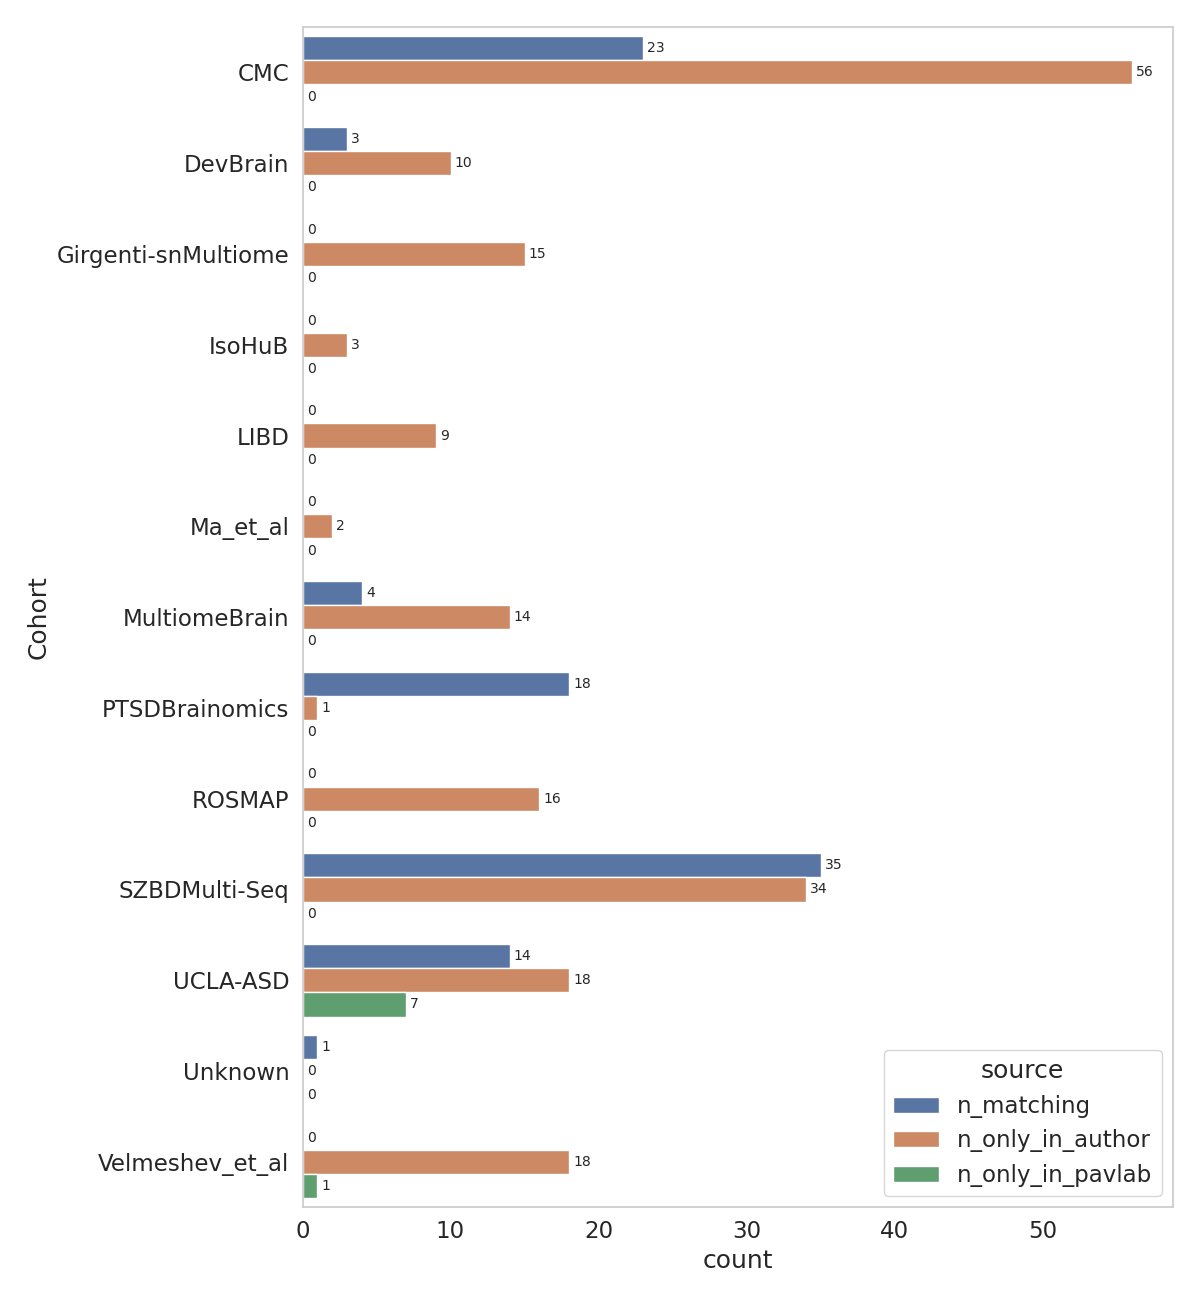 CMC
23
56
0
DevBrain
3
10
0
Girgenti-snMultiome
0
15
0
IsoHuB
0
3
0
LIBD
0
9
0
Ma_et_al
0
2
0
MultiomeBrain
4
14
0
PTSDBrainomics
18
1
0
ROSMAP
0
16
0
SZBDMulti-Seq
35
34
0
UCLA-ASD
14
18
7
Unknown
1
0
0
Velmeshev_et_al
0
18
1
Cohort
source
n_matching
n_only_in_author
n_only_in_pavlab
0 10 20 30 40 50
count